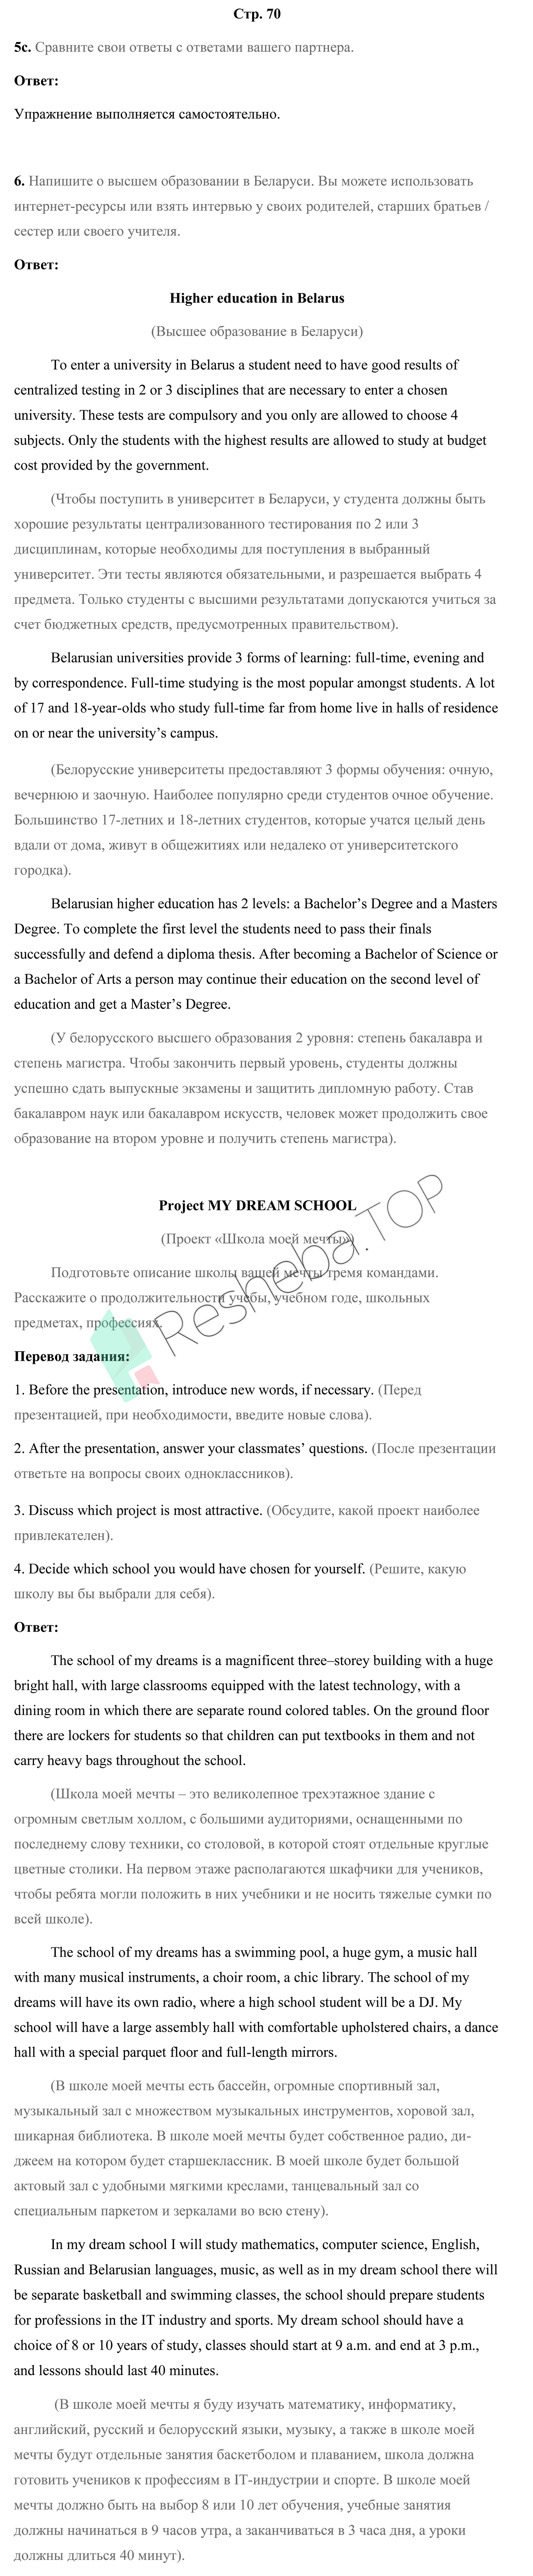 Стр. 70
5с. Сравните свои ответы с ответами вашего партнера.
Ответ:
Упражнение выполняется самостоятельно.
6. Напишите о высшем образовании в Беларуси. Вы можете использовать
интернет-ресурсы или взять интервью у своих родителей, старших братьев /
сестер или своего учителя.
Ответ:
Higher education in Belarus
(Высшее образование в Беларуси)
To enter a university in Belarus a student need to have good results of
centralized testing in 2 or 3 disciplines that are necessary to enter a chosen
university. These tests are compulsory and you only are allowed to choose 4
subjects. Only the students with the highest results are allowed to study at budget
cost provided by the government.
(Чтобы поступить в университет в Беларуси, у студента должны быть
хорошие результаты централизованного тестирования по 2 или 3
дисциплинам, которые необходимы для поступления в выбранный
университет. Эти тесты являются обязательными, и разрешается выбрать 4
предмета. Только студенты с высшими результатами допускаются учиться за
счет бюджетных средств, предусмотренных правительством).
Belarusian universities provide 3 forms of learning: full-time, evening and
by correspondence. Full-time studying is the most popular amongst students. A lot
of 17 and 18-year-olds who study full-time far from home live in halls of residence
on or near the university’s campus.
(Белорусские университеты предоставляют 3 формы обучения: очную,
вечернюю и заочную. Наиболее популярно среди студентов очное обучение.
Большинство 17-летних и 18-летних студентов, которые учатся целый день
вдали от дома, живут в общежитиях или недалеко от университетского
городка).
Belarusian higher education has 2 levels: a Bachelor’s Degree and a Masters
Degree. To complete the first level the students need to pass their finals
successfully and defend a diploma thesis. After becoming a Bachelor of Science or
a Bachelor of Arts a person may continue their education on the second level of
education and get a Master’s Degree.
(У белорусского высшего образования 2 уровня: степень бакалавра и
степень магистра. Чтобы закончить первый уровень, студенты должны
успешно сдать выпускные экзамены и защитить дипломную работу. Став
бакалавром наук или бакалавром искусств, человек может продолжить свое
образование на втором уровне и получить степень магистра).
Project MY DREAM SCHOOL
(Проект «Школа моей мечты»)
Подготовьте описание школы вашей мечты тремя командами.
Расскажите о продолжительности учебы, учебном годе, школьных
предметах, профессиях.
Resheba.TOP
Перевод задания:
1. Before the presentation, introduce new words, if necessary. (Перед
презентацией, при необходимости, введите новые слова).
2. After the presentation, answer your classmates’ questions. (После презентации
ответьте на вопросы своих одноклассников).
3. Discuss which project is most attractive. (Обсудите, какой проект наиболее
привлекателен).
4. Decide which school you would have chosen for yourself. (Решите, какую
школу вы бы выбрали для себя).
Ответ:
The school of my dreams is a magnificent three–storey building with a huge
bright hall, with large classrooms equipped with the latest technology, with a
dining room in which there are separate round colored tables. On the ground floor
there are lockers for students so that children can put textbooks in them and not
carry heavy bags throughout the school.
(Школа моей мечты – это великолепное трехэтажное здание с
огромным светлым холлом, с большими аудиториями, оснащенными по
последнему слову техники, со столовой, в которой стоят отдельные круглые
цветные столики. На первом этаже располагаются шкафчики для учеников,
чтобы ребята могли положить в них учебники и не носить тяжелые сумки по
всей школе).
The school of my dreams has a swimming pool, a huge gym, a music hall
with many musical instruments, a choir room, a chic library. The school of my
dreams will have its own radio, where a high school student will be a DJ. My
school will have a large assembly hall with comfortable upholstered chairs, a dance
hall with a special parquet floor and full-length mirrors.
(В школе моей мечты есть бассейн, огромные спортивный зал,
музыкальный зал с множеством музыкальных инструментов, хоровой зал,
шикарная библиотека. В школе моей мечты будет собственное радио, ди-
джеем на котором будет старшеклассник. В моей школе будет большой
актовый зал с удобными мягкими креслами, танцевальный зал со
специальным паркетом и зеркалами во всю стену).
In my dream school I will study mathematics, computer science, English,
Russian and Belarusian languages, music, as well as in my dream school there will
be separate basketball and swimming classes, the school should prepare students
for professions in the IT industry and sports. My dream school should have a
choice of 8 or 10 years of study, classes should start at 9 a.m. and end at 3 p.m.,
and lessons should last 40 minutes.
(В школе моей мечты я буду изучать математику, информатику,
английский, русский и белорусский языки, музыку, а также в школе моей
мечты будут отдельные занятия баскетболом и плаванием, школа должна
готовить учеников к профессиям в IT-индустрии и спорте. В школе моей
мечты должно быть на выбор 8 или 10 лет обучения, учебные занятия
должны начинаться в 9 часов утра, а заканчиваться в 3 часа дня, а уроки
должны длиться 40 минут).